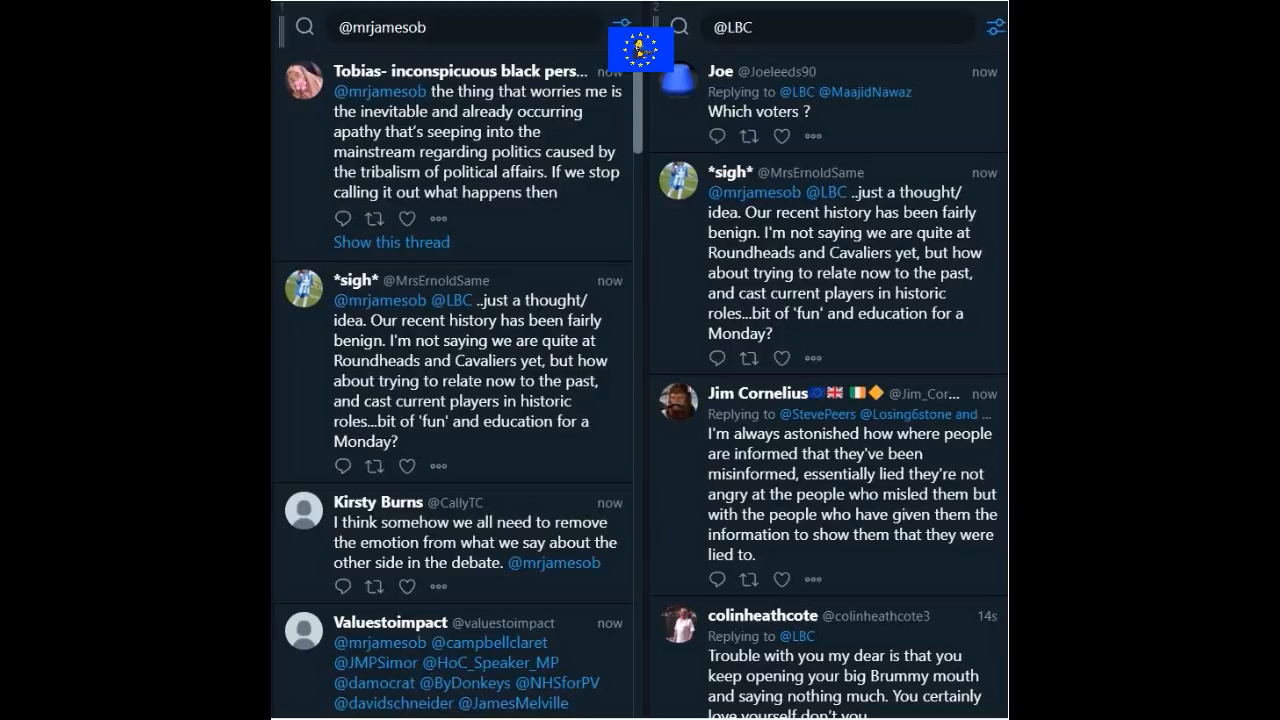 1
@mrjamesob
Tobias- inconspicuous black pers... now
@mrjamesob the thing that worries me is
the inevitable and already occurring
apathy that's seeping into the
mainstream regarding politics caused by
the tribalism of political affairs. If we stop
calling it out what happens then
Show this thread
*sigh* @MrsErnoldSame now
@mrjamesob @LBC ..just a thought/
idea. Our recent history has been fairly
benign. I'm not saying we are quite at
Roundheads and Cavaliers yet, but how
about trying to relate now to the past,
and cast current players in historic
roles...bit of 'fun' and education for a
Monday?
Kirsty Burns @CallyTC now
I think somehow we all need to remove
the emotion from what we say about the
other side in the debate. @mrjamesob
Valuestoimpact @valuestoimpact now
@mrjamesob @campbellclaret
@JMPSimor @HoC_Speaker_MP
@damocrat @ByDonkeys @NHSforPV
@davidschneider @JamesMelville
2
@LBC
Joe @Joeleeds90 now
Replying to @LBC @MaajidNawaz
Which voters ?
*sigh* @MrsErnoldSame now
@mrjamesob @LBC ..just a thought/
idea. Our recent history has been fairly
benign. I'm not saying we are quite at
Roundheads and Cavaliers yet, but how
about trying to relate now to the past,
and cast current players in historic
roles...bit of 'fun' and education for a
Monday?
Jim Cornelius @Jim_Cor... now
Replying to @StevePeers @Losing6stone and ...
I'm always astonished how where people
are informed that they've been
misinformed, essentially lied they're not
angry at the people who misled them but
with the people who have given them the
information to show them that they were
lied to.
colinheathcote @colinheathcote3 14s
Replying to @LBC
Trouble with you my dear is that you
keep opening your big Brummy mouth
and saying nothing much. You certainly
love yourself don't you